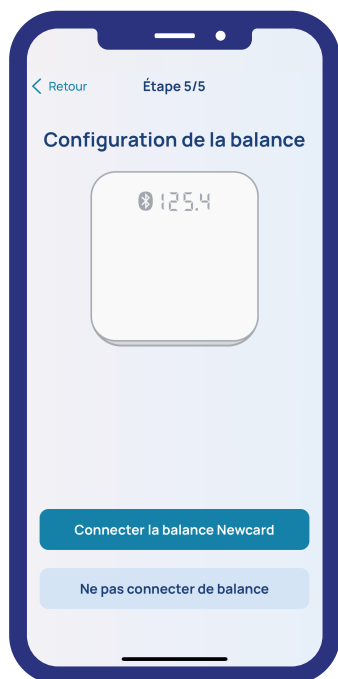 Retour
Étape 5/5
Configuration de la balance
125.4
Connecter la balance Newcard
Ne pas connecter de balance